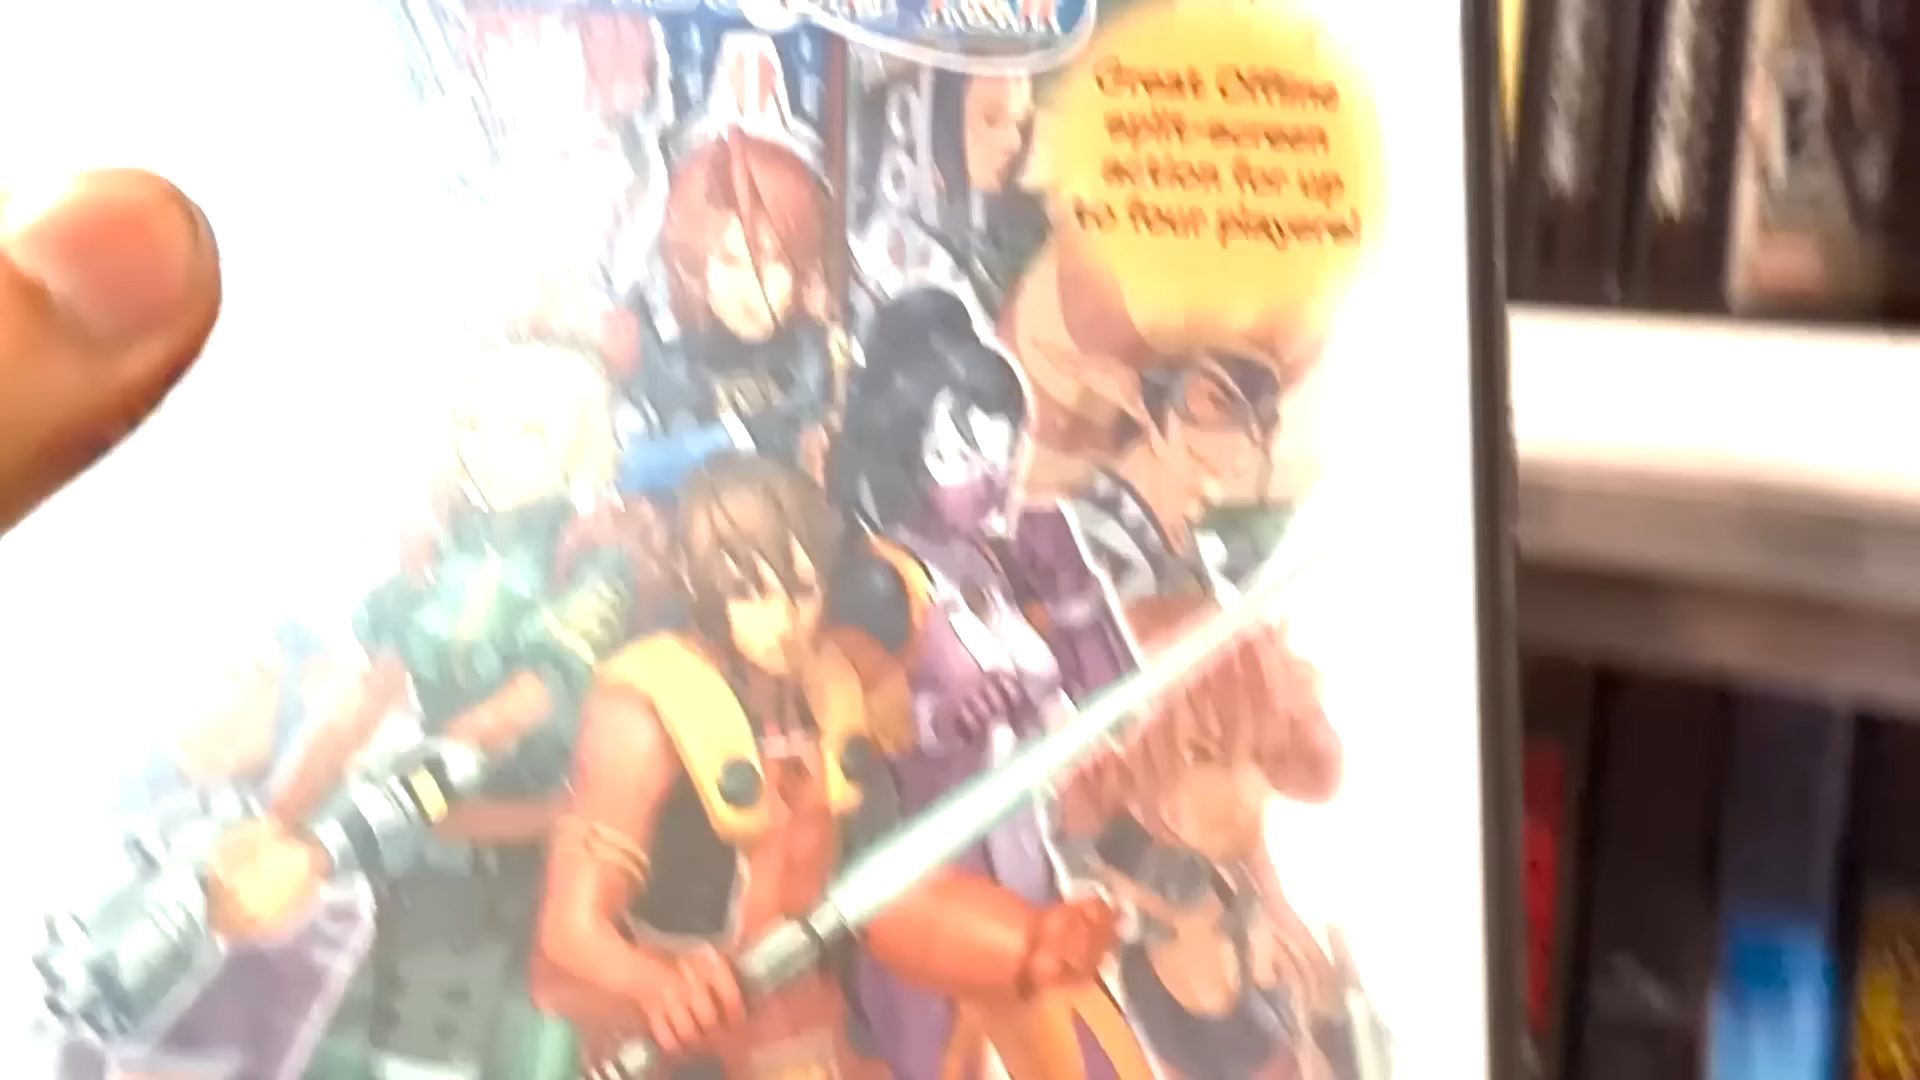 Great Offline
split-screen
action for up
to four players!